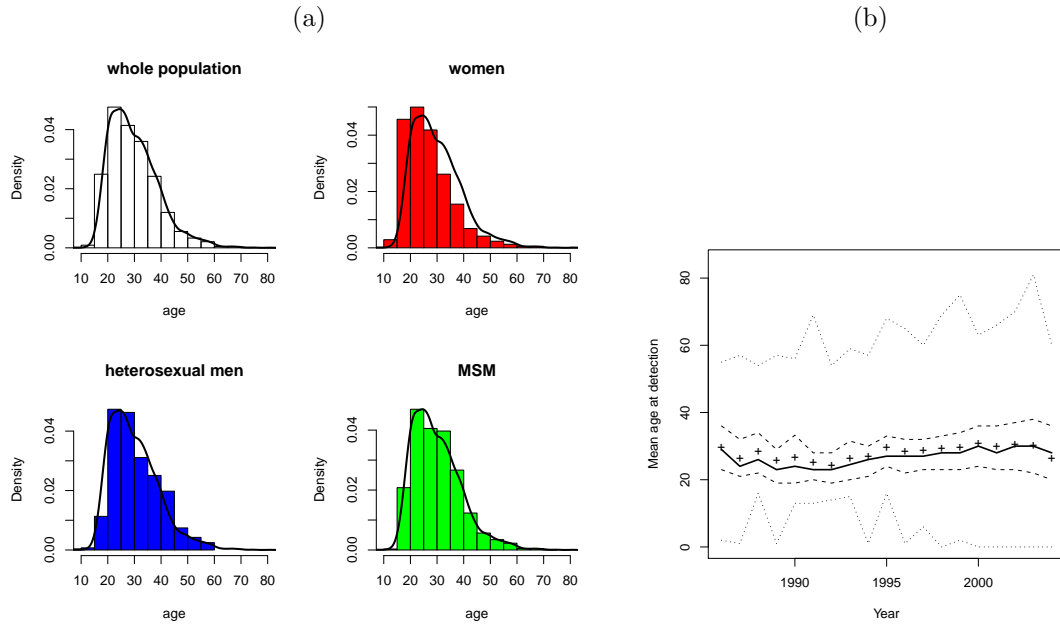 (a)
whole population
Density
0.00 0.02 0.04
10 20 30 40 50 60 70 80
age
women
Density
0.00 0.02 0.04
10 20 30 40 50 60 70 80
age
heterosexual men
Density
0.00 0.02 0.04
10 20 30 40 50 60 70 80
age
MSM
Density
0.00 0.02 0.04
10 20 30 40 50 60 70 80
age
(b)
Mean age at detection
0 20 40 60 80
1990 1995 2000
Year